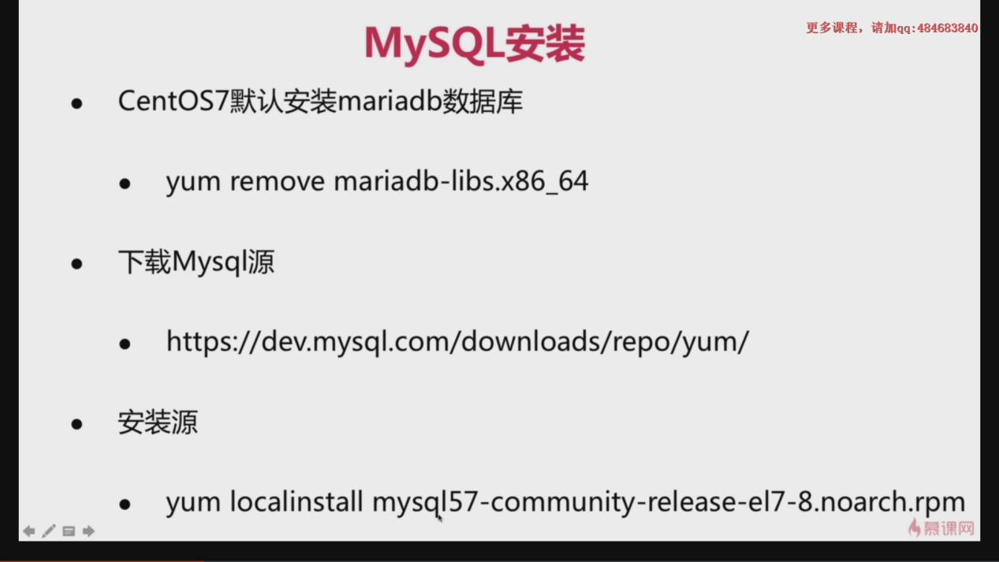 MySQL安装
更多课程，请加qq:484683840
CentOS7默认安装mariadb数据库
yum remove mariadb-libs.x86_64
下载Mysql源
https://dev.mysql.com/downloads/repo/yum/
安装源
yum localinstall mysql57-community-release-el7-8.noarch.rpm
慕课网